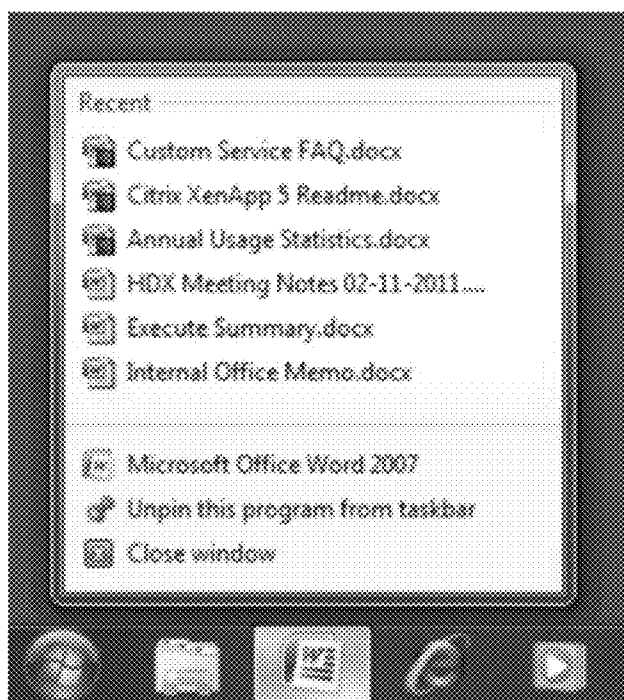 Recent
Custom Service FAQ.docx
Citrix XenApp 5 Readme.docx
Annual Usage Statistics.docx
HDX Meeting Notes 02-11-2011....
Execute Summary.docx
Internal Office Memo.docx
Microsoft Office Word 2007
Unpin this program from taskbar
Close window